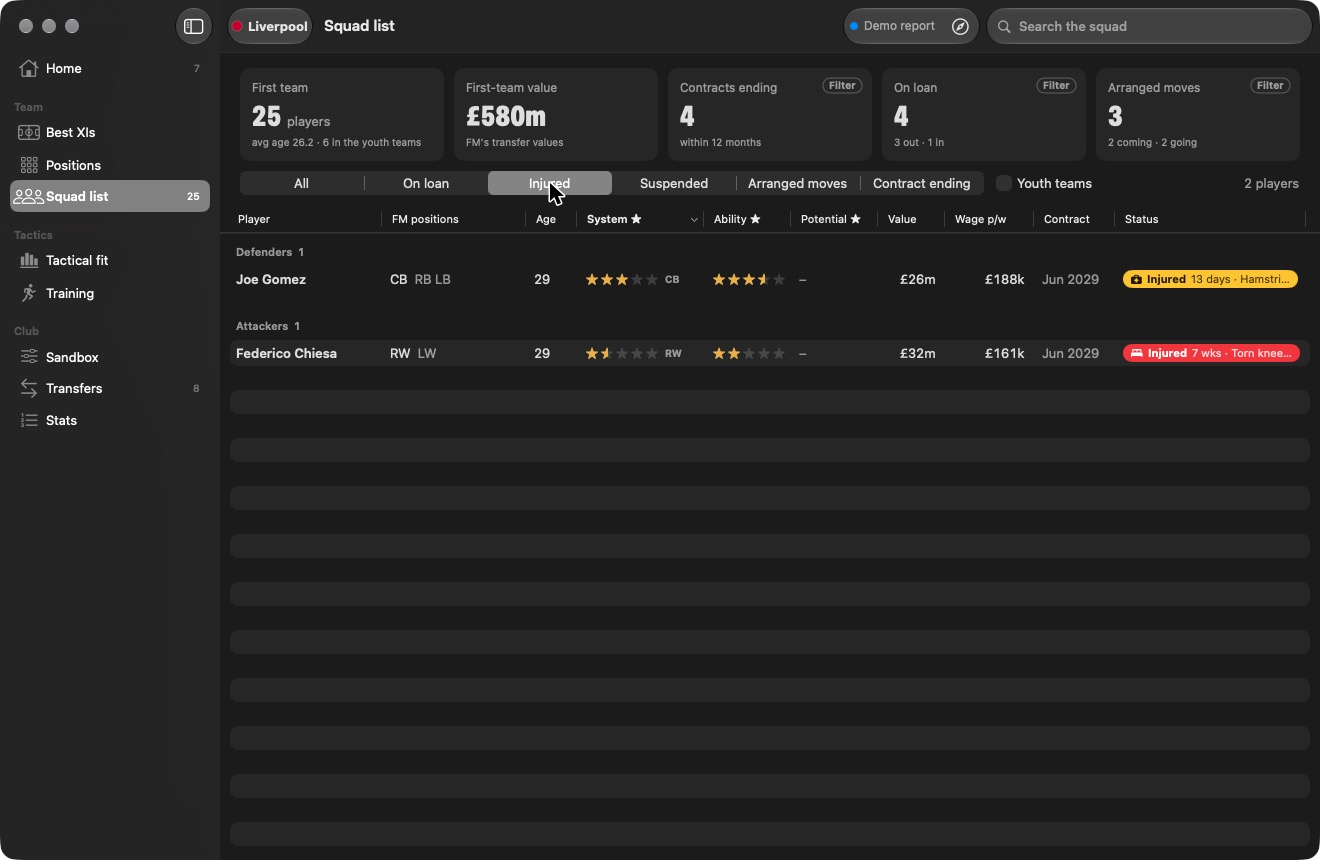 Liverpool
Squad list
Demo report
Search the squad
Home 7
Team
Best XIs
Positions
Squad list 25
Tactics
Tactical fit
Training
Club
Sandbox
Transfers 8
Stats
First team
25 players
avg age 26.2 · 6 in the youth teams
First-team value
£580m
FM's transfer values
Contracts ending Filter
4
within 12 months
On loan Filter
4
3 out · 1 in
Arranged moves Filter
3
2 coming · 2 going
All On loan Injured Suspended Arranged moves Contract ending Youth teams 2 players
Player FM positions Age System ★ Ability ★ Potential ★ Value Wage p/w Contract Status
Defenders 1
Joe Gomez CB RB LB 29 CB – £26m £188k Jun 2029 Injured 13 days · Hamstri...
Attackers 1
Federico Chiesa RW LW 29 RW – £32m £161k Jun 2029 Injured 7 wks · Torn knee...